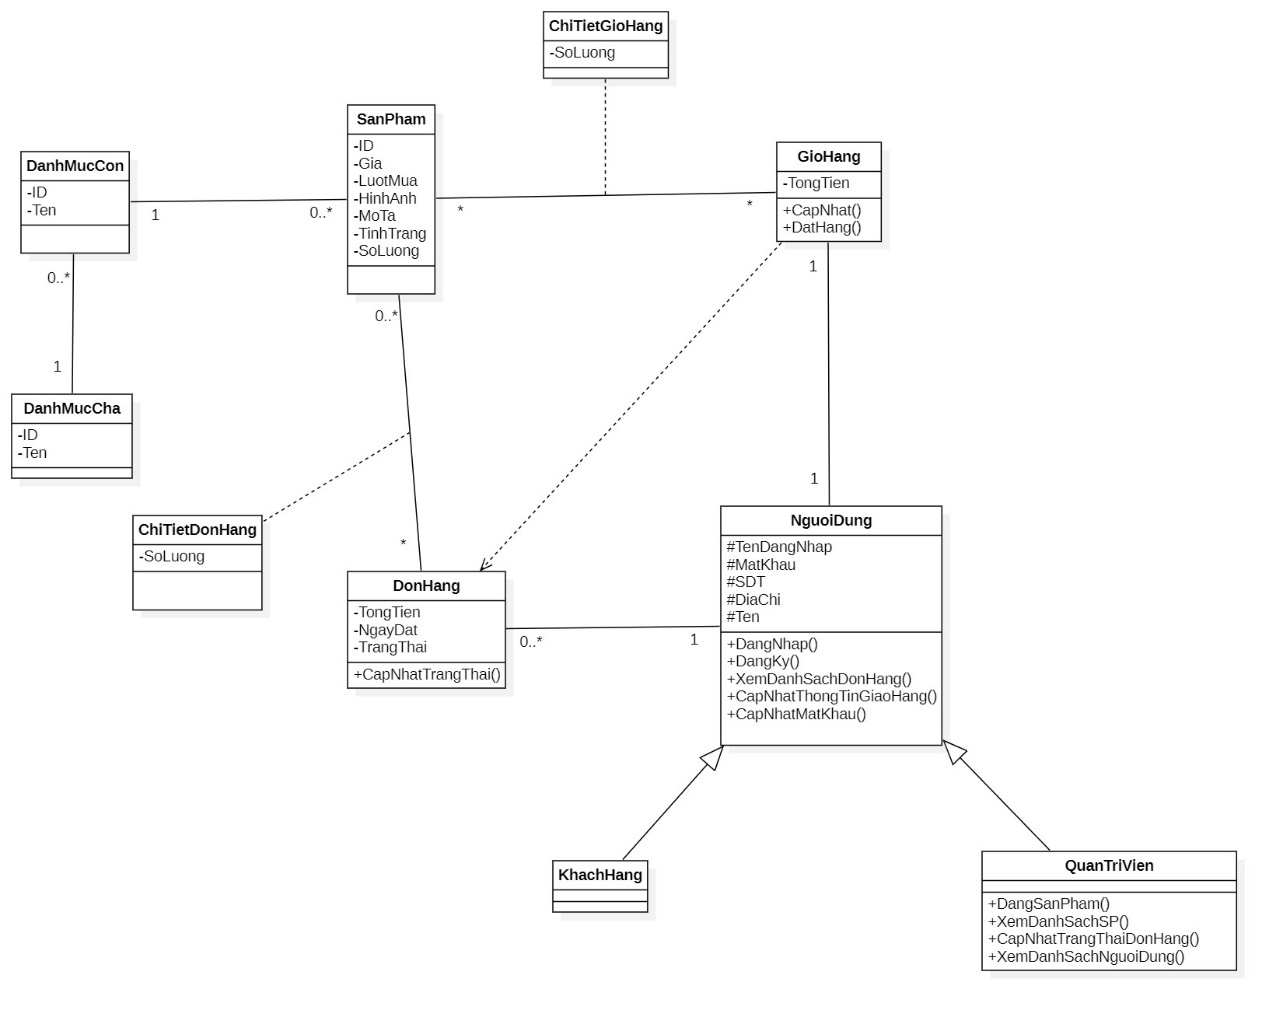 ChiTietGioHang
-SoLuong
SanPham
-ID
-Gia
-LuotMua
-HinhAnh
-MoTa
-TinhTrang
-SoLuong
GioHang
-TongTien
+CapNhat()
+DatHang()
DanhMucCon
-ID
-Ten
1
0..*
*
*
0..*
1
0..*
1
DanhMucCha
-ID
-Ten
1
ChiTietDonHang
-SoLuong
*
NguoiDung
#TenDangNhap
#MatKhau
#SDT
#DiaChi
#Ten
+DangNhap()
+DangKy()
+XemDanhSachDonHang()
+CapNhatThongTinGiaoHang()
+CapNhatMatKhau()
DonHang
-TongTien
-NgayDat
-TrangThai
+CapNhatTrangThai()
0..*
1
KhachHang
QuanTriVien
+DangSanPham()
+XemDanhSachSP()
+CapNhatTrangThaiDonHang()
+XemDanhSachNguoiDung()